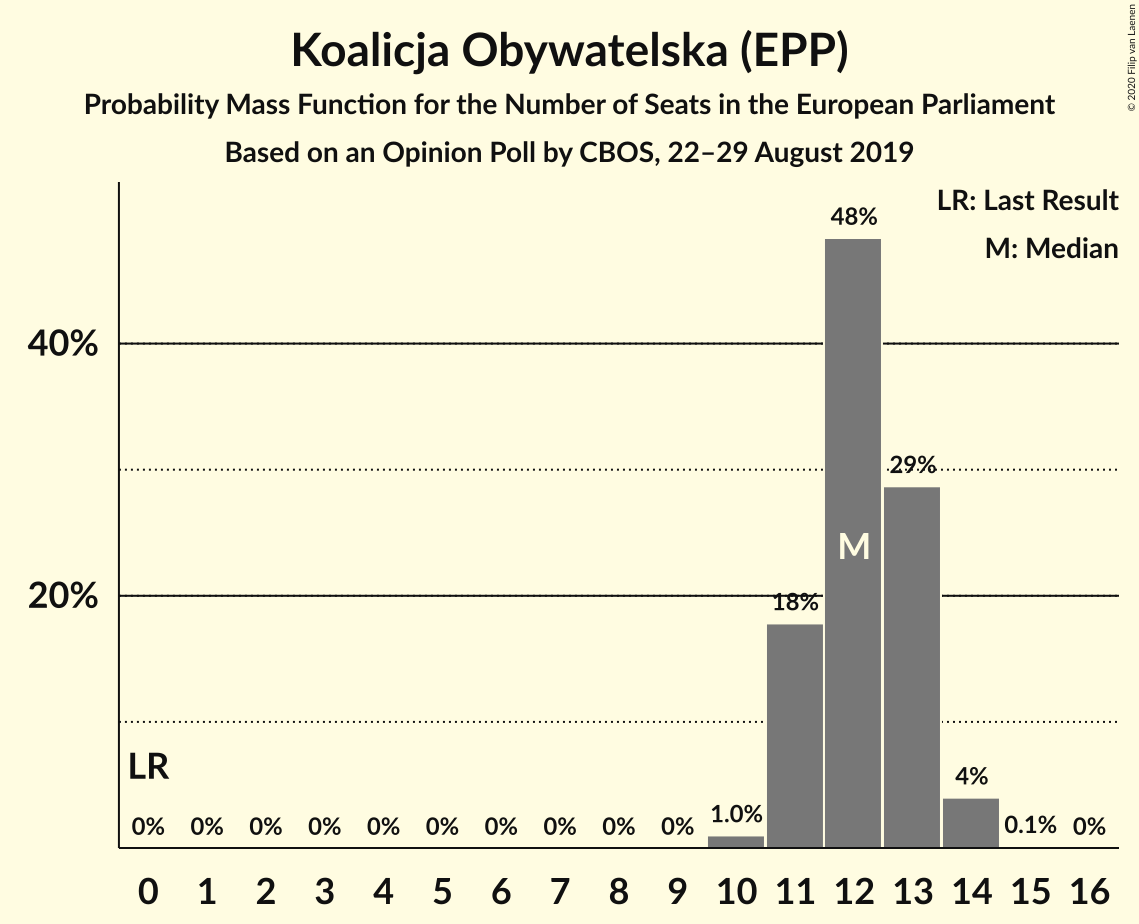 Koalicja Obywatelska (EPP)
Probability Mass Function for the Number of Seats in the European Parliament
Based on an Opinion Poll by CBOS, 22–29 August 2019
© 2020 Filip van Laenen
LR: Last Result
M: Median
48%
40%
29%
M
20%
18%
LR
4%
0% 0% 0% 0% 0% 0% 0% 0% 0% 0% 1.0% 0.1% 0%
0 1 2 3 4 5 6 7 8 9 10 11 12 13 14 15 16